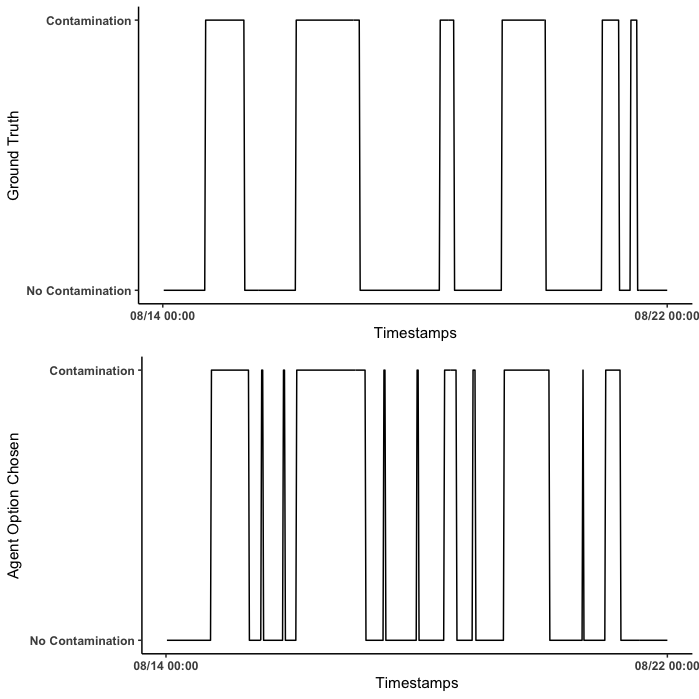 Contamination
Ground Truth
No Contamination
08/14 00:00
08/22 00:00
Timestamps
Contamination
Agent Option Chosen
No Contamination
08/14 00:00
08/22 00:00
Timestamps